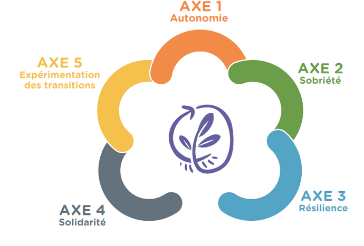 AXE 1
Autonomie
AXE 2
Sobriété
AXE 3
Résilience
AXE 4
Solidarité
AXE 5
Expérimentation
des transitions